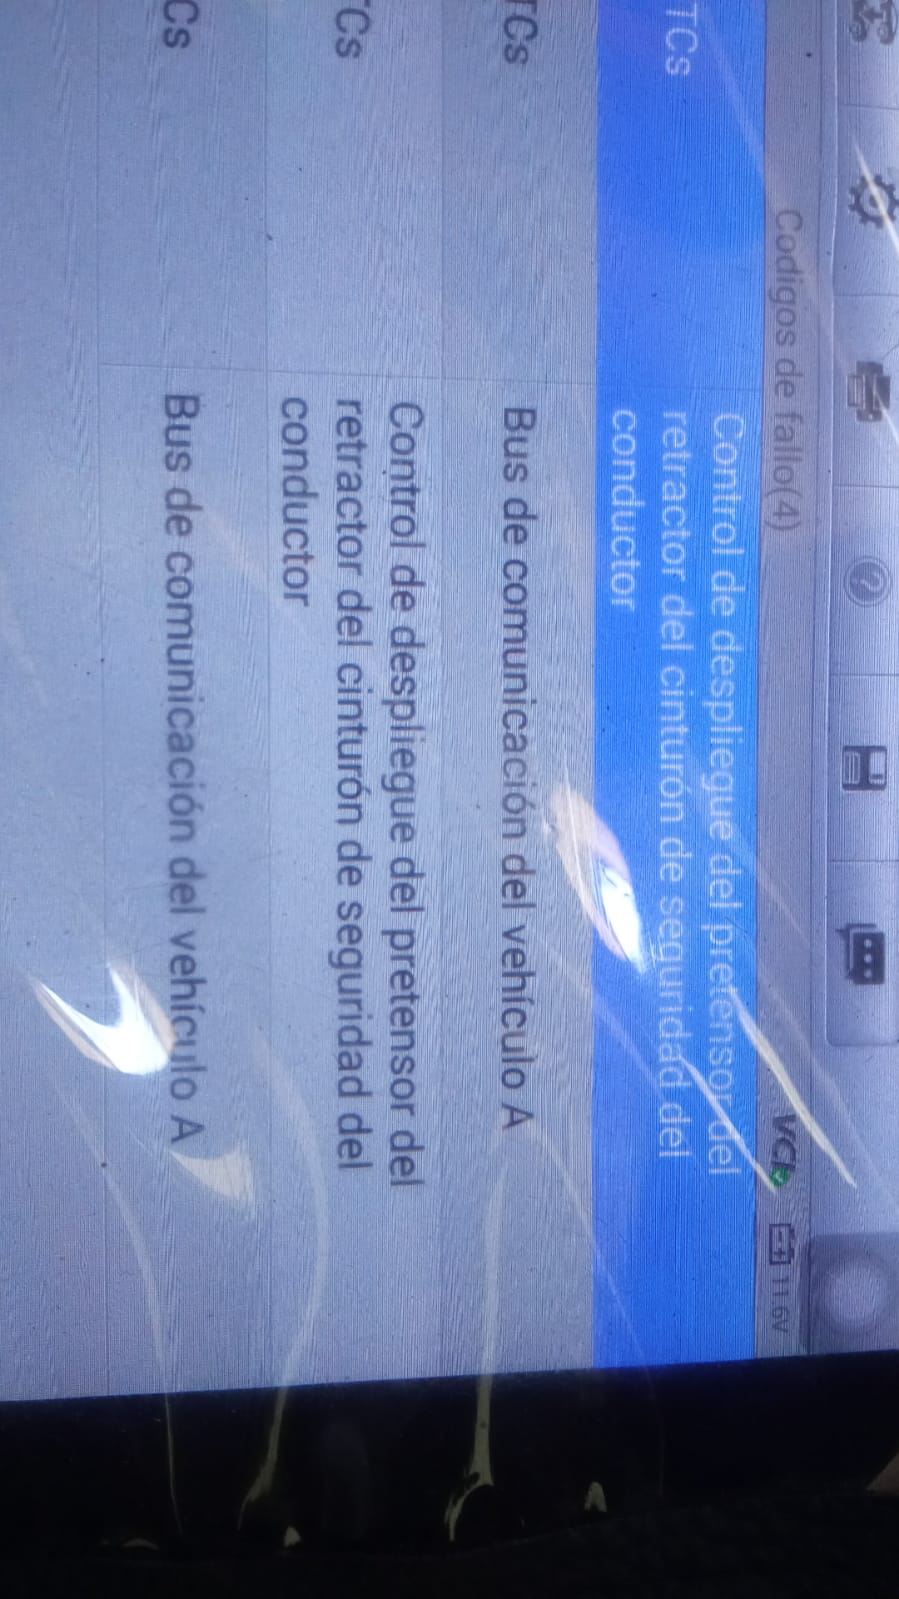 Codigos de fallo(4)
VCI
11.6V
TCs
Control de despliegue del pretensor del
retractor del cinturón de seguridad del
conductor
TCs
Bus de comunicación del vehículo A
Cs
Control de despliegue del pretensor del
retractor del cinturón de seguridad del
conductor
Cs
Bus de comunicación del vehículo A